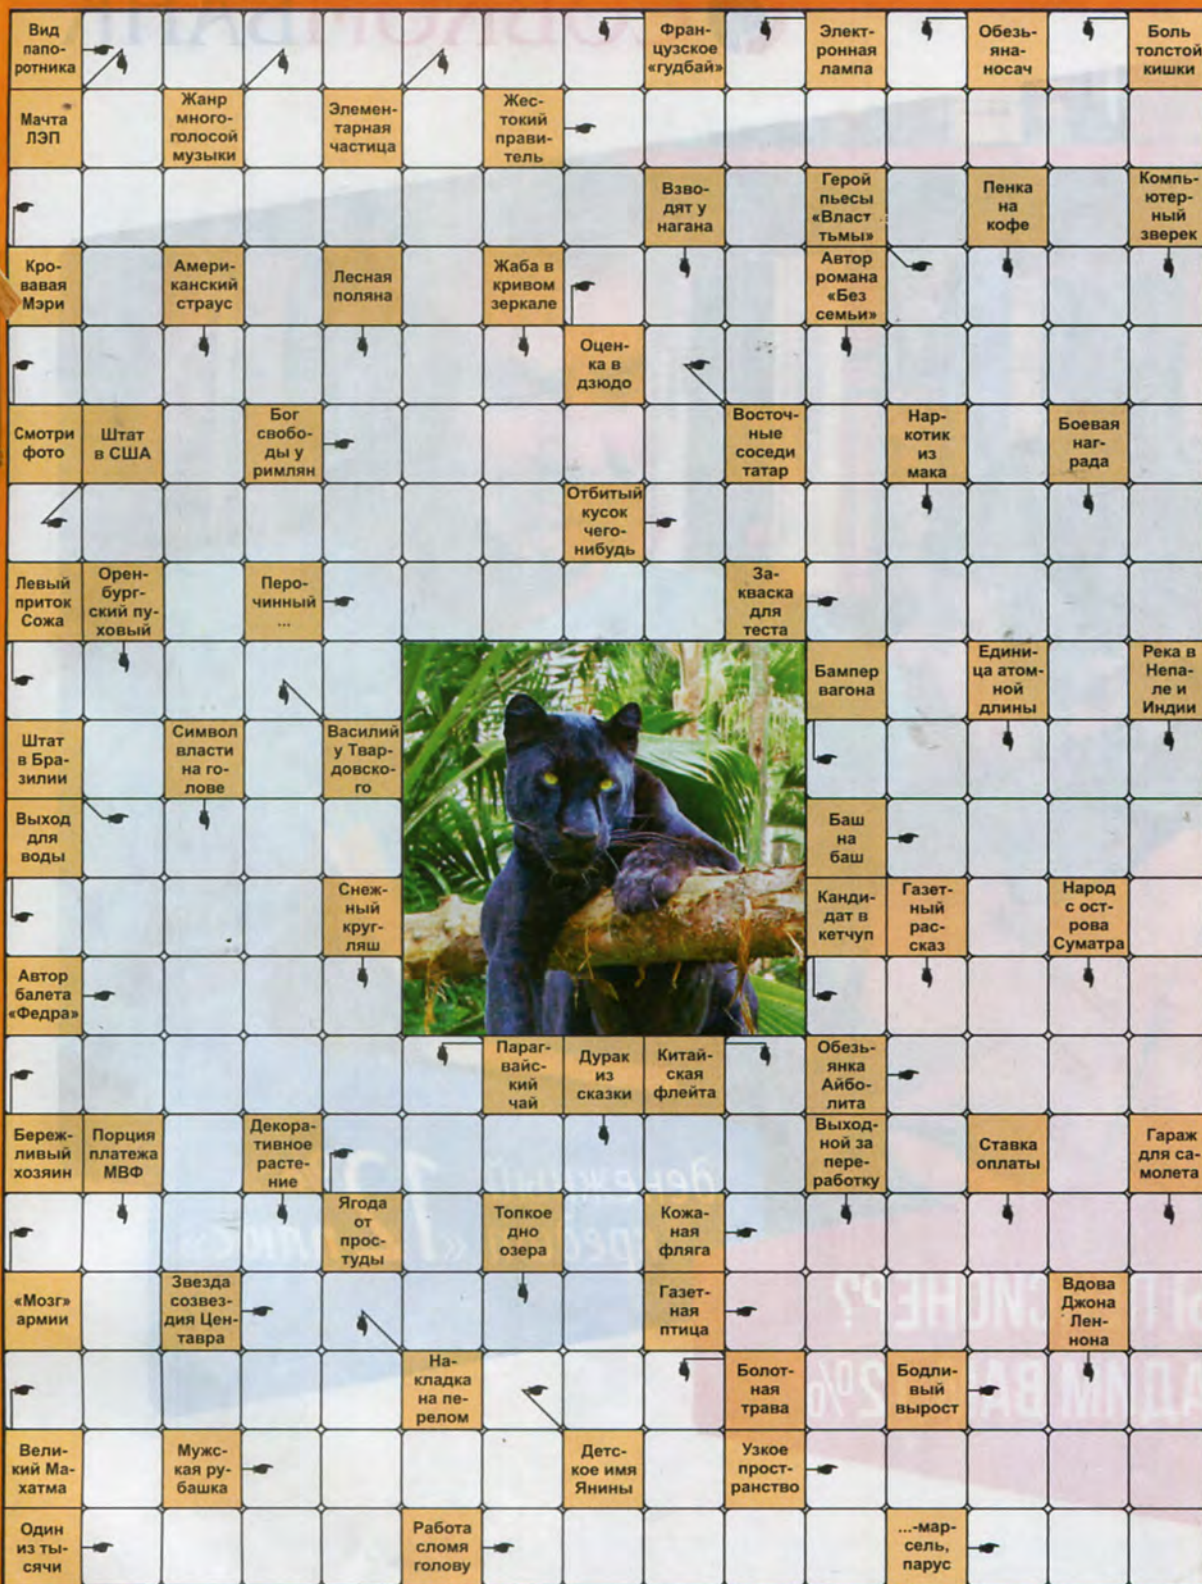 Вид
папо-
ротника
Фран-
цузское
«гудбай»
Элект-
ронная
лампа
Обезь-
яна-
носач
Боль
толстой
кишки
Мачта
ЛЭП
Жанр
много-
голосой
музыки
Элемен-
тарная
частица
Жес-
токий
прави-
тель
Взво-
дят у
нагана
Герой
пьесы
«Власт
тьмы»
Пенка
на
кофе
Компь-
ютер-
ный
зверек
Кро-
вавая
Мэри
Амери-
канский
страус
Лесная
поляна
Жаба в
кривом
зеркале
Автор
романа
«Без
семьи»
Оцен-
ка в
дзюдо
Смотри
фото
Штат
в США
Бог
свобо-
ды у
римлян
Восточ-
ные
соседи
татар
Нар-
котик
из
мака
Боевая
наг-
рада
Отбитый
кусок
чего-
нибудь
Левый
приток
Сожа
Орен-
бург-
ский пу-
ховый
Перо-
чинный
...
За-
кваска
для
теста
Бампер
вагона
Едини-
ца атом-
ной
длины
Река в
Непа-
ле и
Индии
Штат
в Бра-
зилии
Символ
власти
на го-
лове
Василий
у Твар-
довско-
го
Выход
для
воды
Баш
на
баш
Снеж-
ный
круг-
ляш
Канди-
дат в
кетчуп
Газет-
ный
рас-
сказ
Народ
с ост-
рова
Суматра
Автор
балета
«Федра»
Параг-
вайс-
кий
чай
Дурак
из
сказки
Китай-
ская
флейта
Обезь-
янка
Айбо-
лита
Береж-
ливый
хозяин
Порция
платежа
МВФ
Декора-
тивное
расте-
ние
Выход-
ной за
пере-
работку
Ставка
оплаты
Гараж
для са-
молета
Ягода
от
прос-
туды
Топкое
дно
озера
Кожа-
ная
фляга
«Мозг»
армии
Звезда
созвез-
дия Цен-
тавра
Газет-
ная
птица
Вдова
Джона
Лен-
нона
На-
кладка
на пе-
релом
Болот-
ная
трава
Бодли-
вый
вырост
Вели-
кий Ма-
хатма
Мужс-
кая ру-
башка
Детс-
кое имя
Янины
Узкое
прост-
ранство
Один
из ты-
сячи
Работа
сломя
голову
...-мар-
сель,
парус